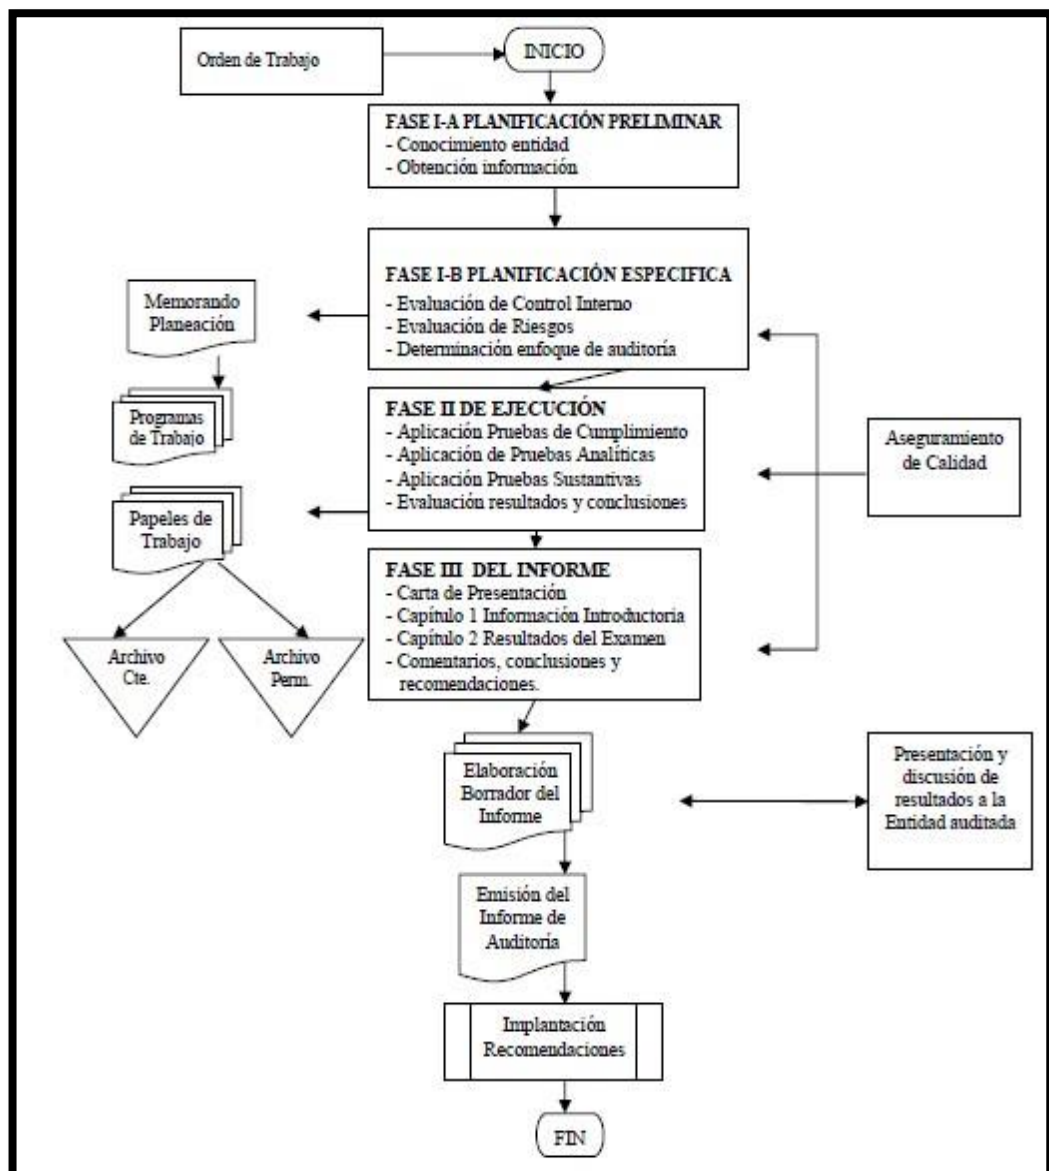 Orden de Trabajo
INICIO
FASE I-A PLANIFICACIÓN PRELIMINAR
- Conocimiento entidad
- Obtención información
FASE I-B PLANIFICACIÓN ESPECIFICA
- Evaluación de Control Interno
- Evaluación de Riesgos
- Determinación enfoque de auditoría
Memorando
Planeación
Programas
de Trabajo
FASE II DE EJECUCIÓN
- Aplicación Pruebas de Cumplimiento
- Aplicación de Pruebas Analíticas
- Aplicación Pruebas Sustantivas
- Evaluación resultados y conclusiones
Aseguramiento
de Calidad
Papeles de
Trabajo
Archivo
Cte.
Archivo
Perm.
FASE III DEL INFORME
- Carta de Presentación
- Capítulo 1 Información Introductoria
- Capítulo 2 Resultados del Examen
- Comentarios, conclusiones y
recomendaciones.
Elaboración
Borrador del
Informe
Presentación y
discusión de
resultados a la
Entidad auditada
Emisión del
Informe de
Auditoría
Implantación
Recomendaciones
FIN